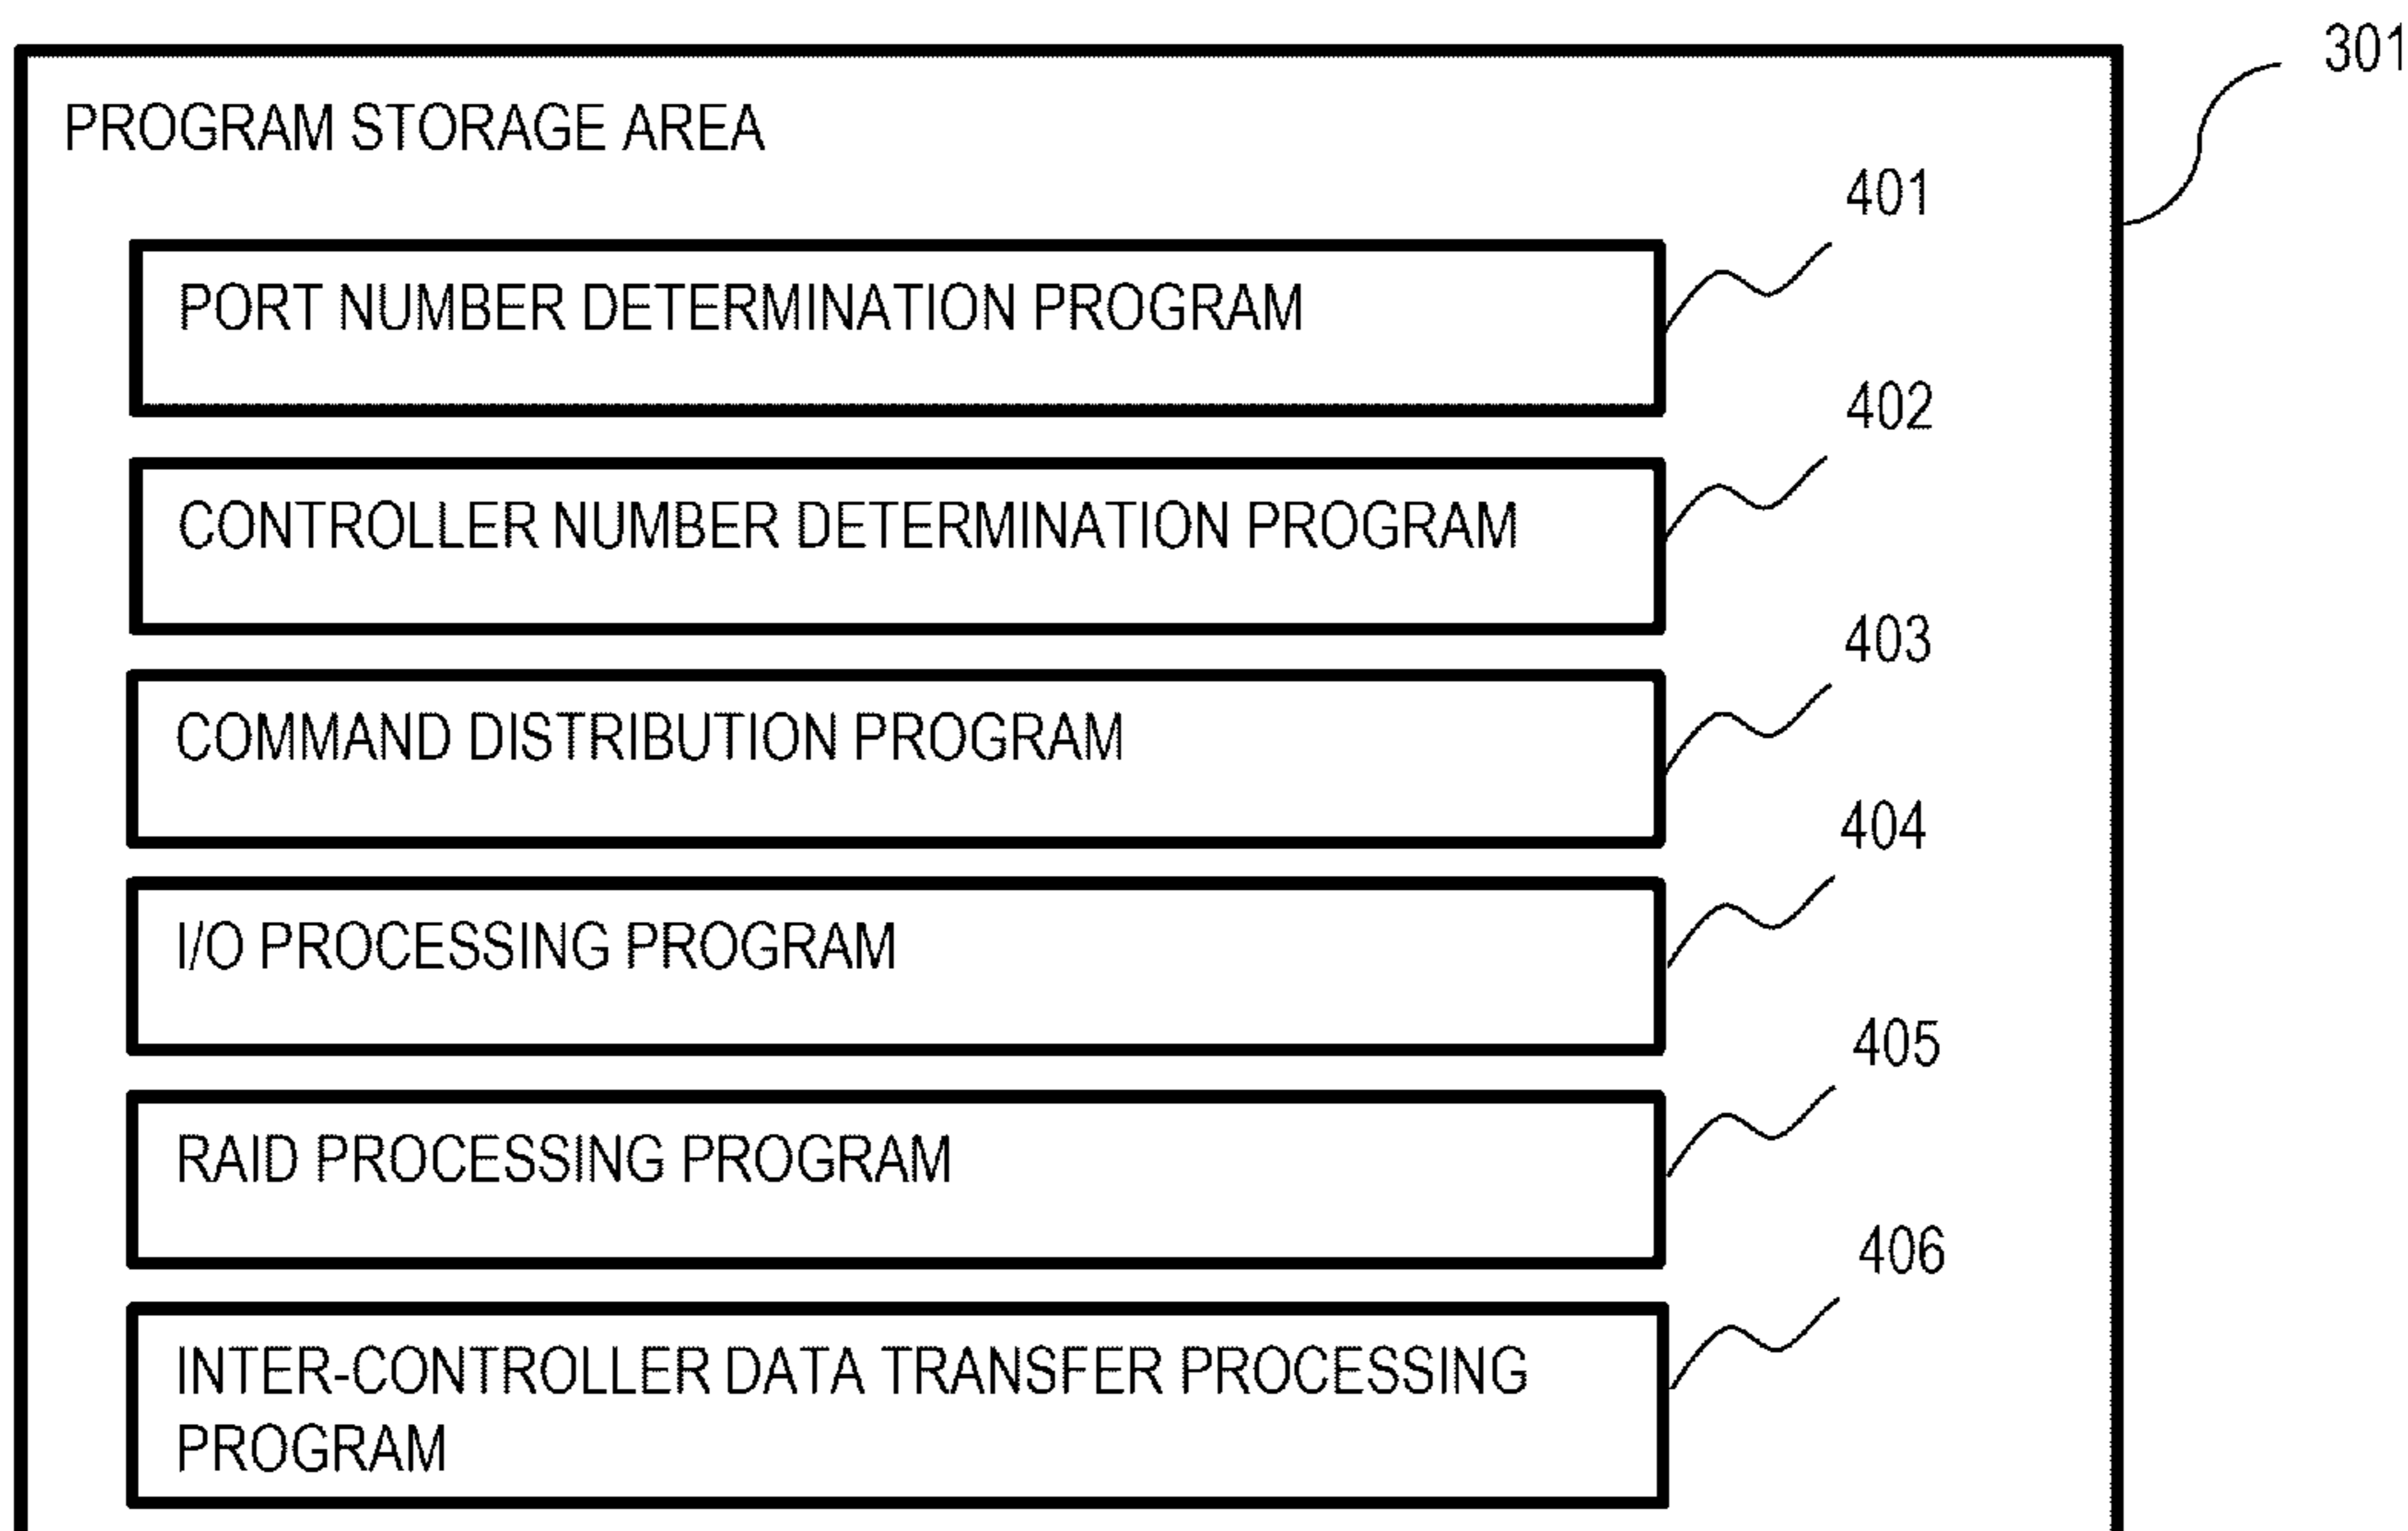 301
PROGRAM STORAGE AREA
401
PORT NUMBER DETERMINATION PROGRAM
402
CONTROLLER NUMBER DETERMINATION PROGRAM
403
COMMAND DISTRIBUTION PROGRAM
404
I/O PROCESSING PROGRAM
405
RAID PROCESSING PROGRAM
406
INTER-CONTROLLER DATA TRANSFER PROCESSING
PROGRAM